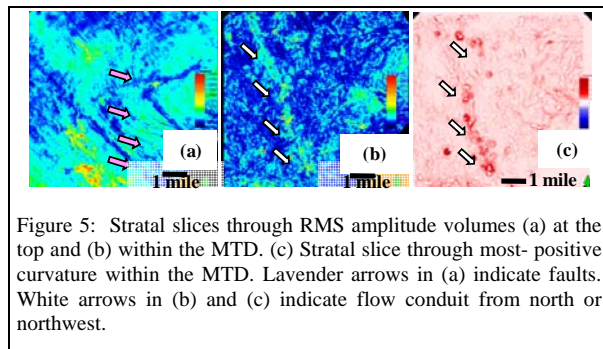 (a)
(b)
(c)
1 mile
1 mile
1 mile
Figure 5: Stratal slices through RMS amplitude volumes (a) at the
top and (b) within the MTD. (c) Stratal slice through most- positive
curvature within the MTD. Lavender arrows in (a) indicate faults.
White arrows in (b) and (c) indicate flow conduit from north or
northwest.